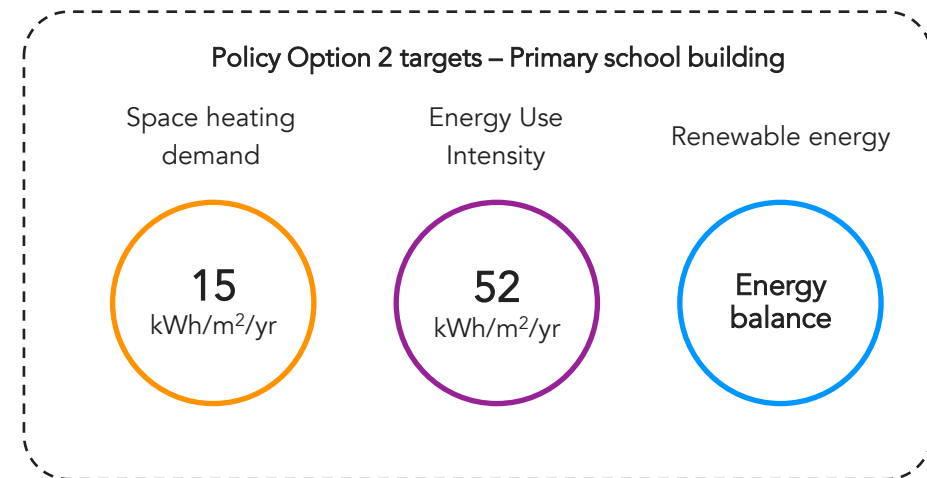 Policy Option 2 targets – Primary school building
Space heating
demand
Energy Use
Intensity
Renewable energy
15
kWh/m²/yr
52
kWh/m²/yr
Energy
balance